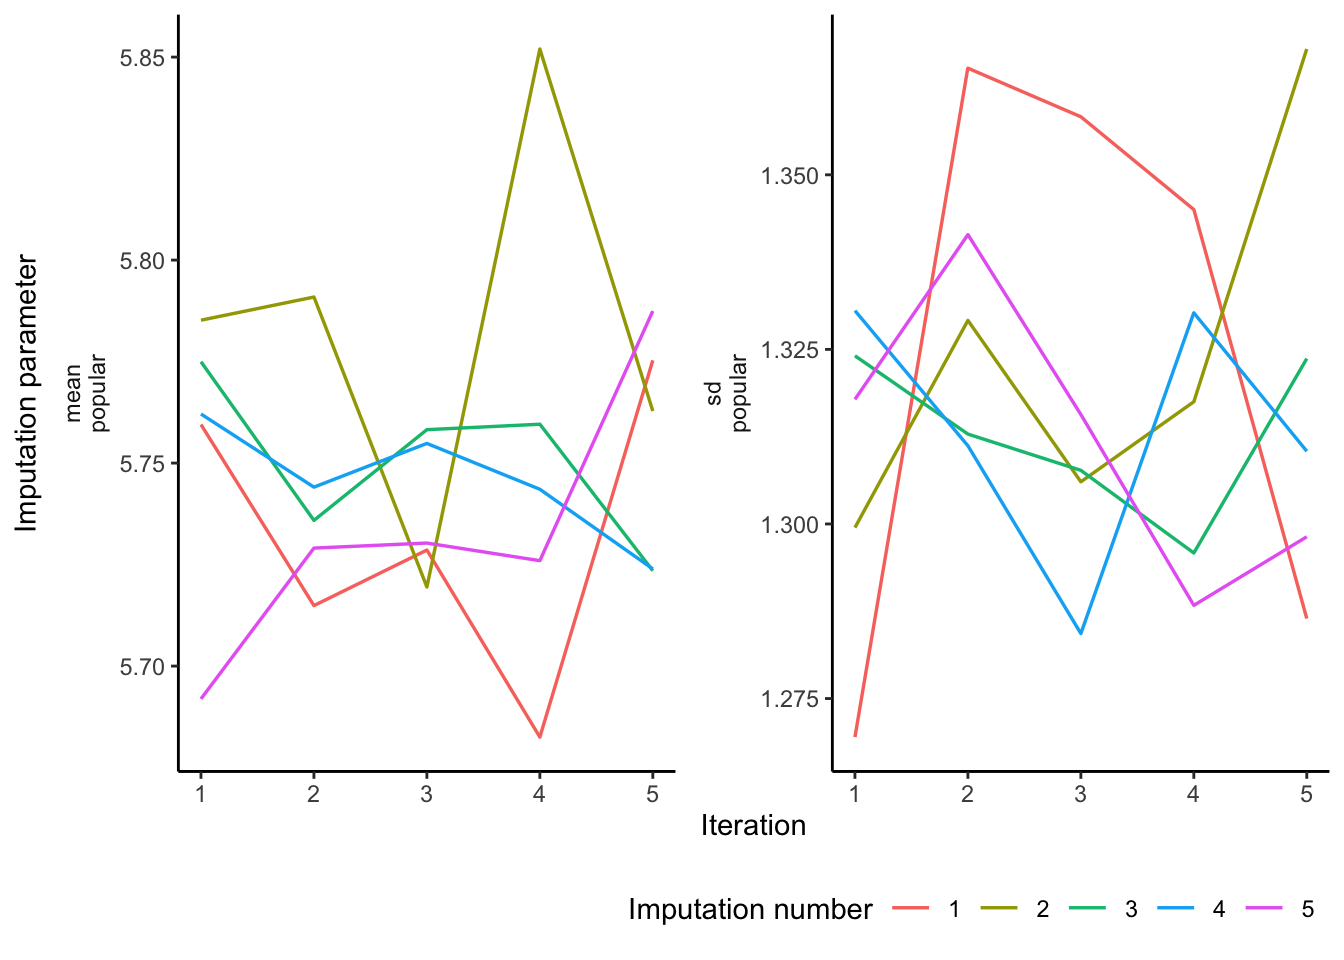 Imputation parameter
mean
popular
5.85
5.80
5.75
5.70
1 2 3 4 5
sd
popular
1.350
1.325
1.300
1.275
1 2 3 4 5
Iteration
Imputation number 1 2 3 4 5